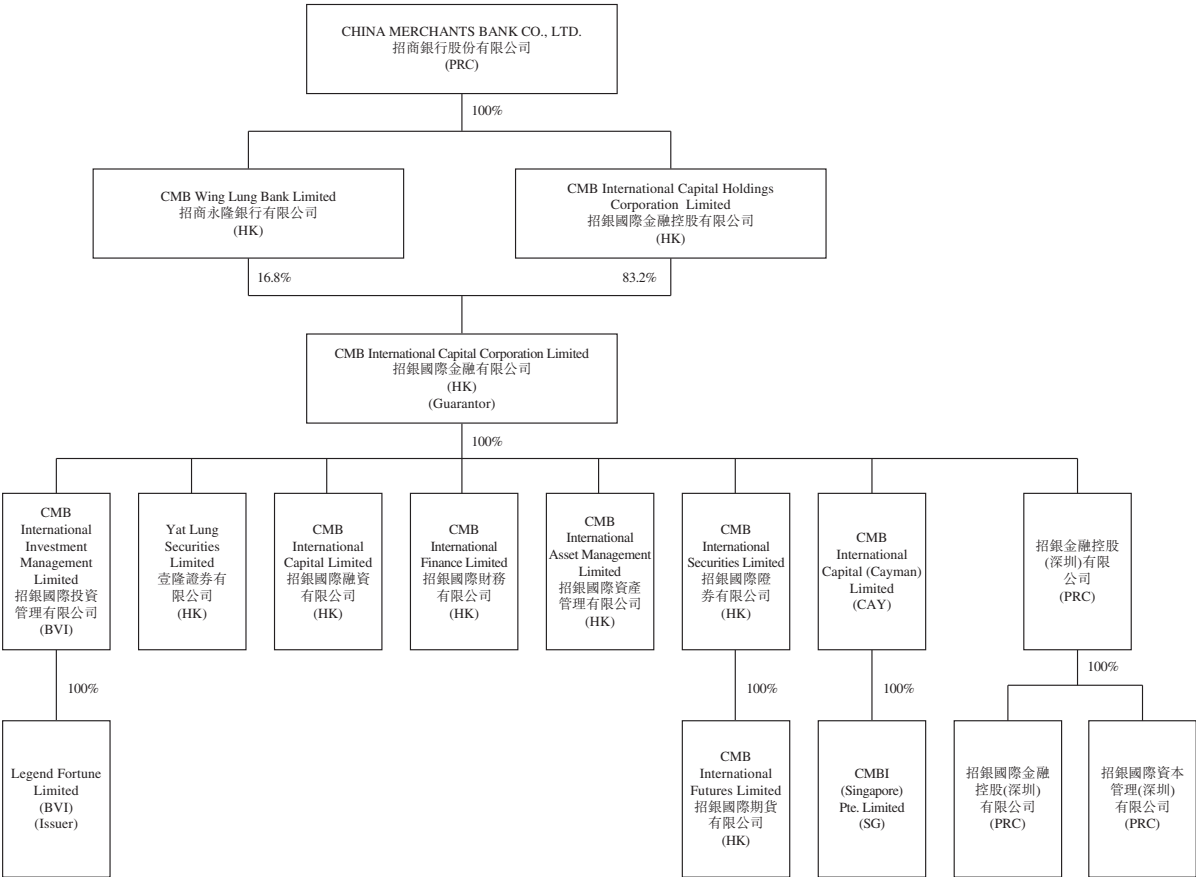 CHINA MERCHANTS BANK CO., LTD.
招商銀行股份有限公司
(PRC)
100%
CMB Wing Lung Bank Limited
招商永隆銀行有限公司
(HK)
CMB International Capital Holdings
Corporation Limited
招銀國際金融控股有限公司
(HK)
16.8%
83.2%
CMB International Capital Corporation Limited
招銀國際金融有限公司
(HK)
(Guarantor)
100%
CMB
International
Investment
Management
Limited
招銀國際投資
管理有限公司
(BVI)
Yat Lung
Securities
Limited
壹隆證券有
限公司
(HK)
CMB
International
Capital Limited
招銀國際融資
有限公司
(HK)
CMB
International
Finance Limited
招銀國際財務
有限公司
(HK)
CMB
International
Asset Management
Limited
招銀國際資產
管理有限公司
(HK)
CMB
International
Securities Limited
招銀國際證
券有限公司
(HK)
CMB
International
Capital (Cayman)
Limited
(CAY)
招銀金融控股
(深圳)有限
公司
(PRC)
100%
100%
100%
100%
Legend Fortune
Limited
(BVI)
(Issuer)
CMB
International
Futures Limited
招銀國際期貨
有限公司
(HK)
CMBI
(Singapore)
Pte. Limited
(SG)
招銀國際金融
控股(深圳)
有限公司
(PRC)
招銀國際資本
管理(深圳)
有限公司
(PRC)